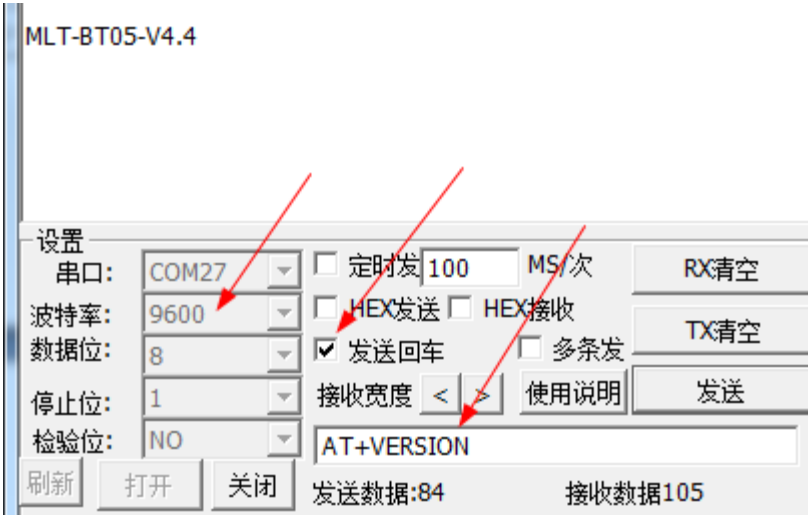 MLT-BT05-V4.4
设置
串口: COM27 定时发 100 MS/次 RX清空
波特率: 9600 HEX发送 HEX接收
数据位: 8 发送回车 多条发 TX清空
停止位: 1 接收宽度 < > 使用说明 发送
检验位: NO AT+VERSION
刷新 打开 关闭 发送数据:84 接收数据105